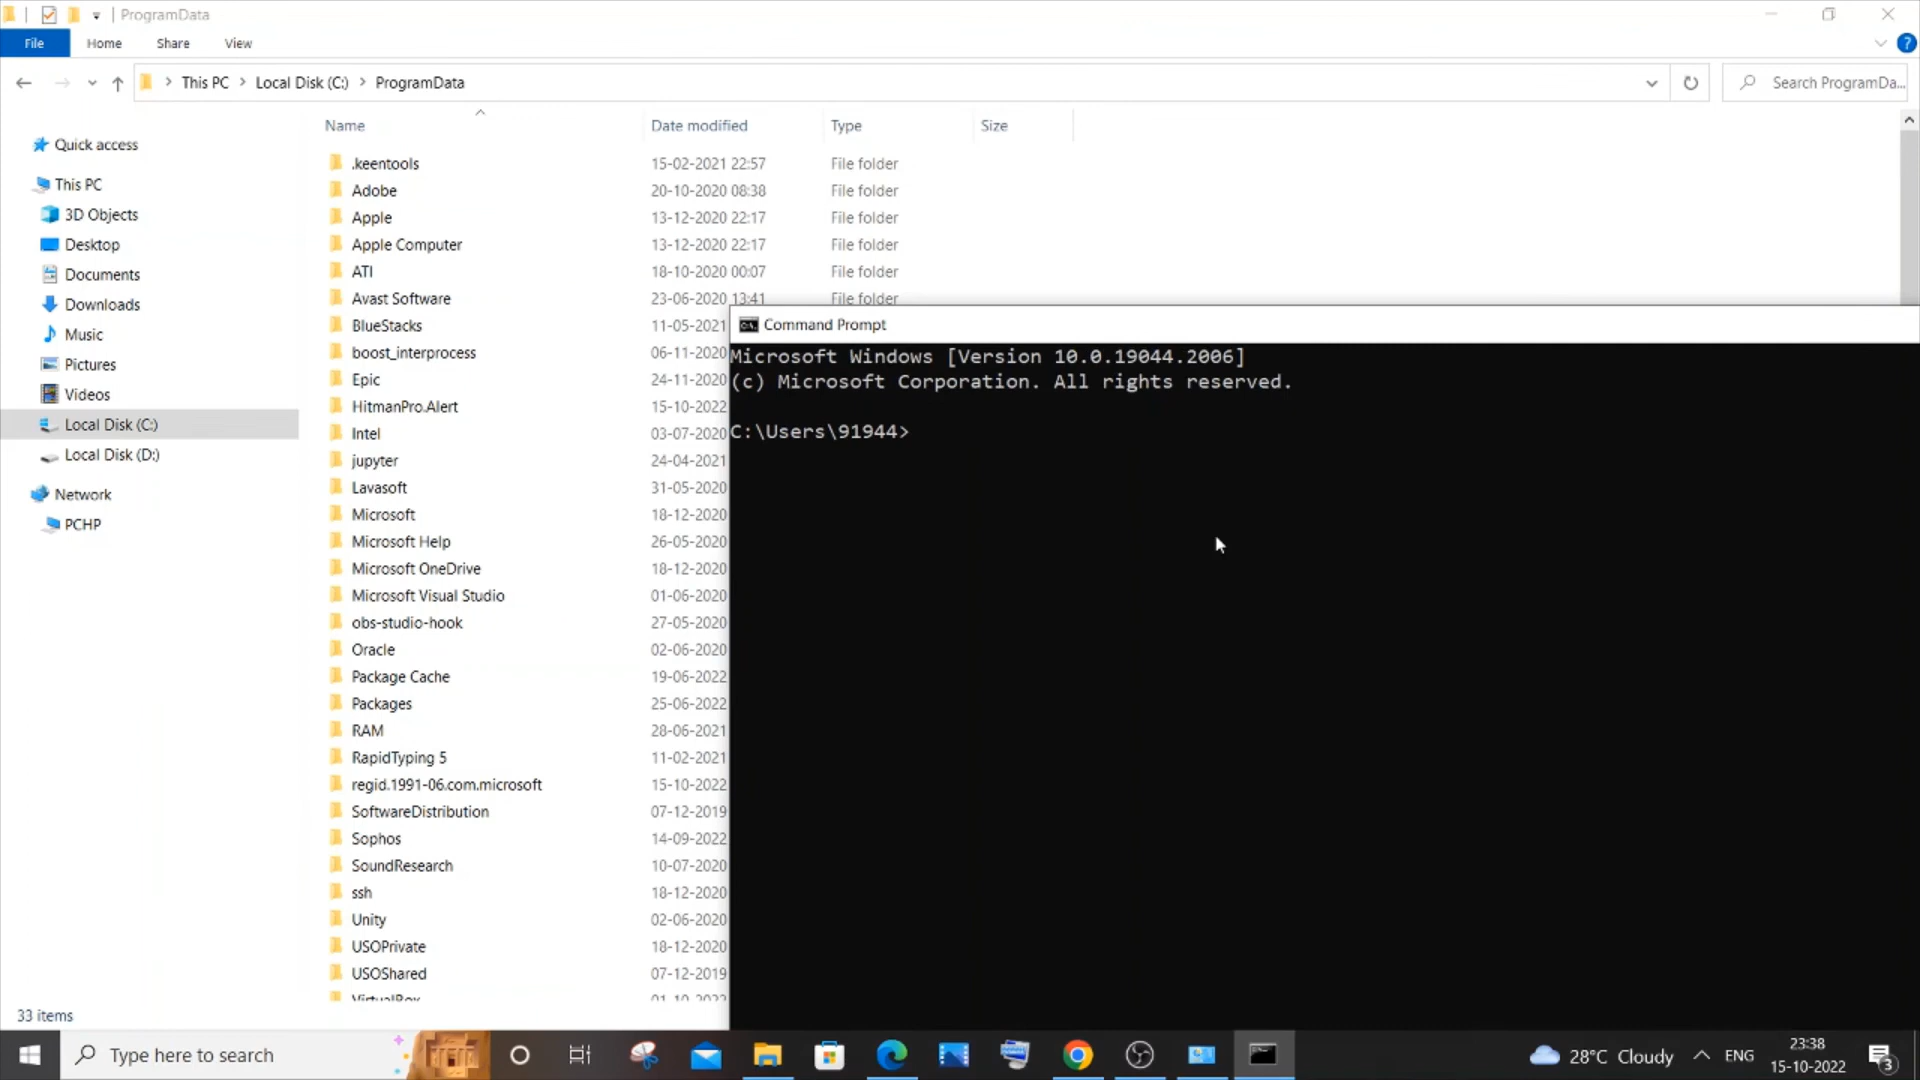 ProgramData
File Home Share View
This PC Local Disk (C:) ProgramData
Search ProgramDa...
Name Date modified Type Size
Quick access
This PC
3D Objects
Desktop
Documents
Downloads
Music
Pictures
Videos
Local Disk (C:)
Local Disk (D:)
Network
PCHP
.keentools 15-02-2021 22:57 File folder
Adobe 20-10-2020 08:38 File folder
Apple 13-12-2020 22:17 File folder
Apple Computer 13-12-2020 22:17 File folder
ATI 18-10-2020 00:07 File folder
Avast Software 23-06-2020 13:41 File folder
BlueStacks 11-05-2021
boost_interprocess 06-11-2020
Epic 24-11-2020
HitmanPro.Alert 15-10-2022
Intel 03-07-2020
jupyter 24-04-2021
Lavasoft 31-05-2020
Microsoft 18-12-2020
Microsoft Help 26-05-2020
Microsoft OneDrive 18-12-2020
Microsoft Visual Studio 01-06-2020
obs-studio-hook 27-05-2020
Oracle 02-06-2020
Package Cache 19-06-2022
Packages 25-06-2022
RAM 28-06-2021
RapidTyping 5 11-02-2021
regid.1991-06.com.microsoft 15-10-2022
SoftwareDistribution 07-12-2019
Sophos 14-09-2022
SoundResearch 10-07-2020
ssh 18-12-2020
Unity 02-06-2020
USOPrivate 18-12-2020
USOShared 07-12-2019
VirtualBox 01-10-2022
33 items
Command Prompt
Microsoft Windows [Version 10.0.19044.2006]
(c) Microsoft Corporation. All rights reserved.
C:\Users\91944>
Type here to search
28°C Cloudy
ENG
23:38
15-10-2022
3